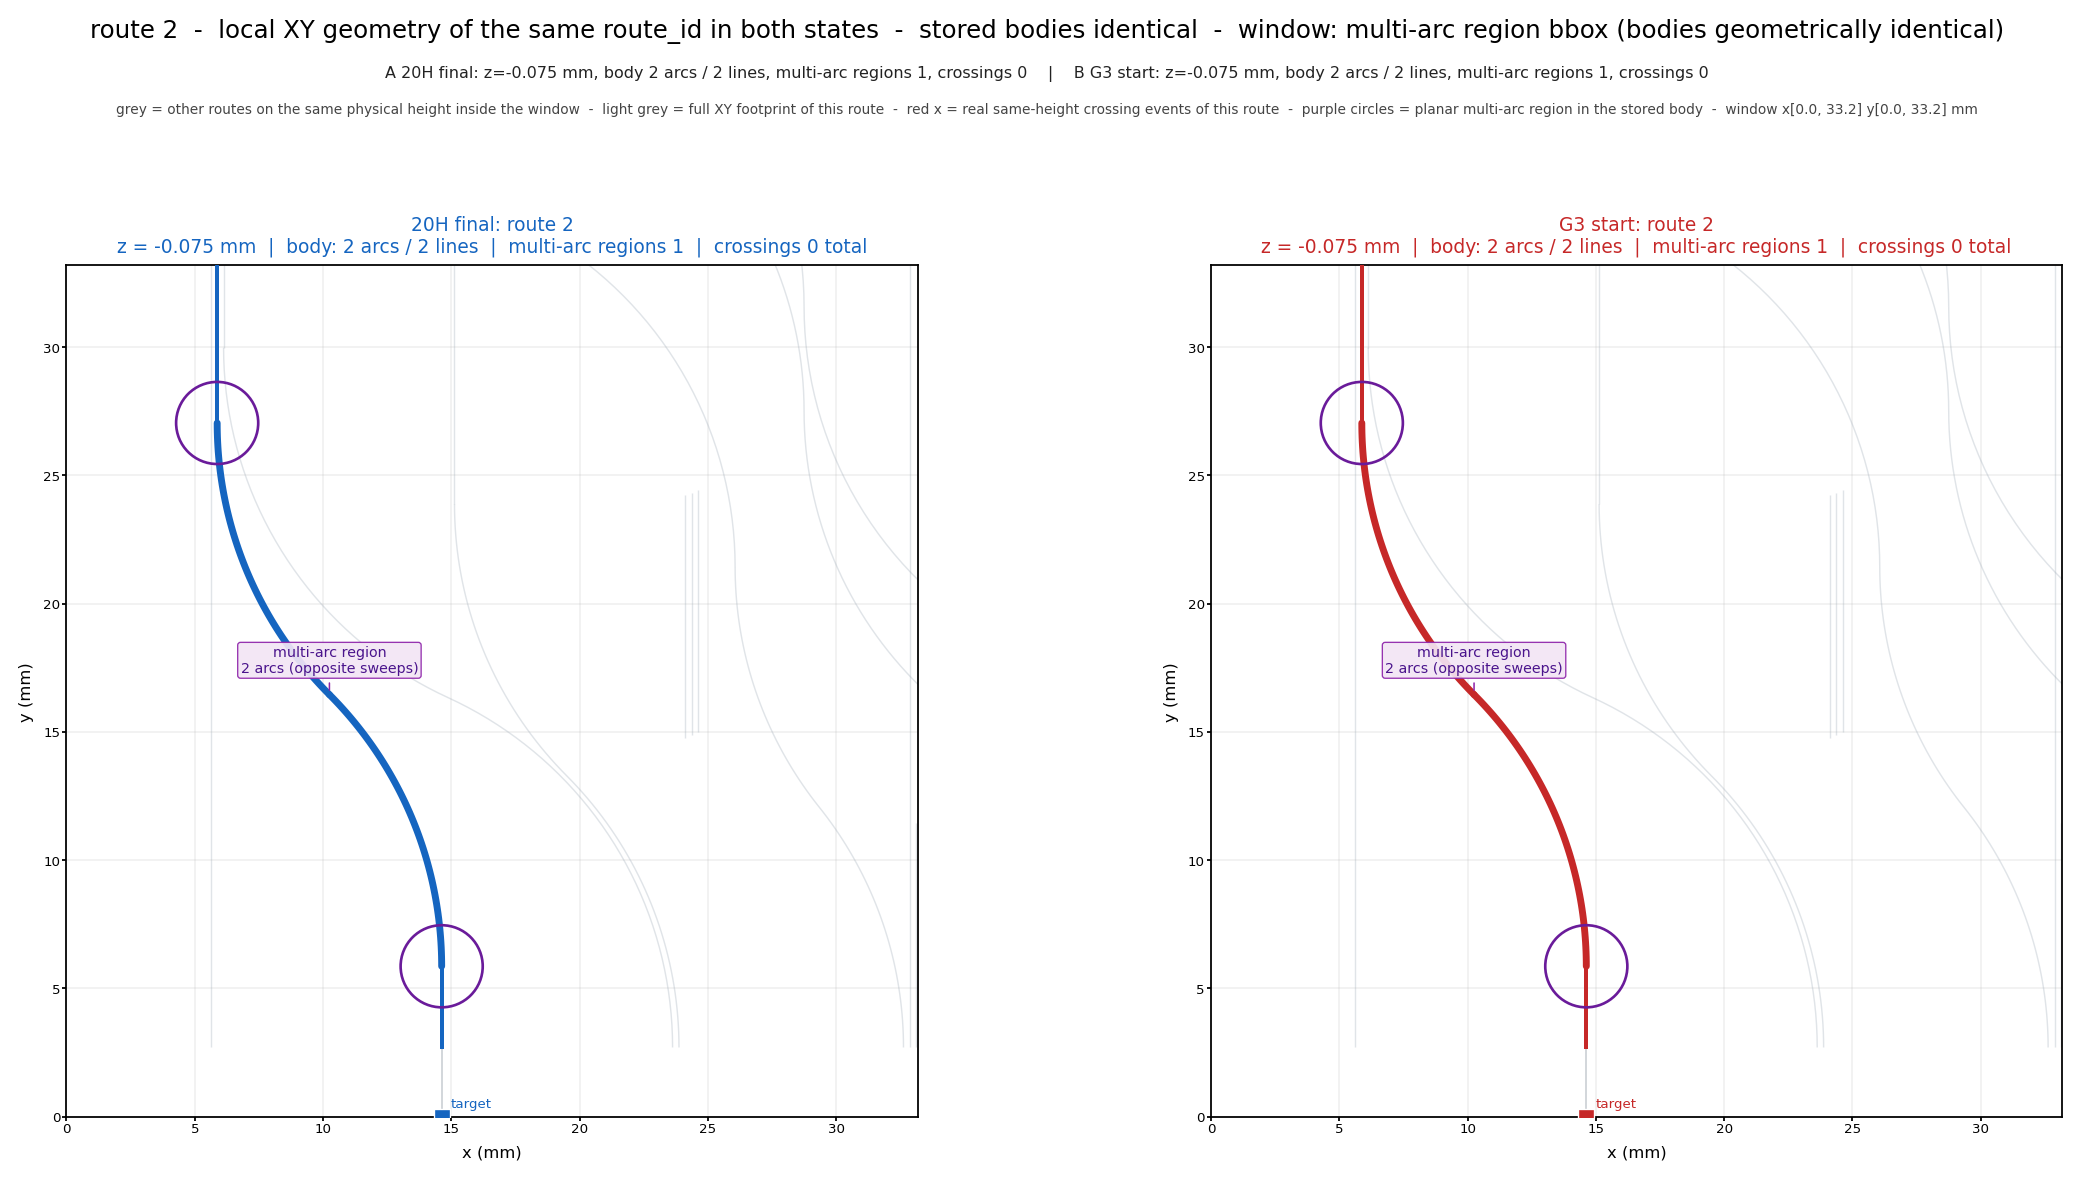 route 2  -  local XY geometry of the same route_id in both states  -  stored bodies identical  -  window: multi-arc region bbox (bodies geometrically identical)
A 20H final: z=-0.075 mm, body 2 arcs / 2 lines, multi-arc regions 1, crossings 0    |    B G3 start: z=-0.075 mm, body 2 arcs / 2 lines, multi-arc regions 1, crossings 0
grey = other routes on the same physical height inside the window  -  light grey = full XY footprint of this route  -  red x = real same-height crossing events of this route  -  purple circles = planar multi-arc region in the stored body  -  window x[0.0, 33.2] y[0.0, 33.2] mm
20H final: route 2
z = -0.075 mm  |  body: 2 arcs / 2 lines  |  multi-arc regions 1  |  crossings 0 total
30
25
20
multi-arc region
2 arcs (opposite sweeps)
y (mm)
15
10
5
target
0
0 5 10 15 20 25 30
x (mm)
G3 start: route 2
z = -0.075 mm  |  body: 2 arcs / 2 lines  |  multi-arc regions 1  |  crossings 0 total
30
25
20
multi-arc region
2 arcs (opposite sweeps)
y (mm)
15
10
5
target
0
0 5 10 15 20 25 30
x (mm)